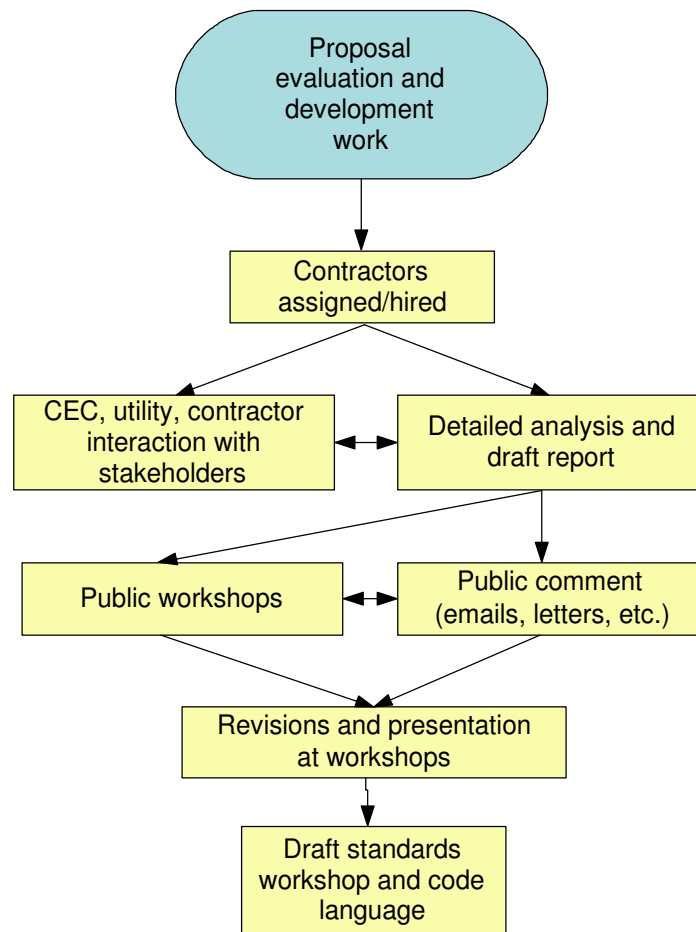 Proposal
evaluation and
development
work
Contractors
assigned/hired
CEC, utility, contractor
interaction with
stakeholders
Detailed analysis and
draft report
Public workshops
Public comment
(emails, letters, etc.)
Revisions and presentation
at workshops
Draft standards
workshop and code
language